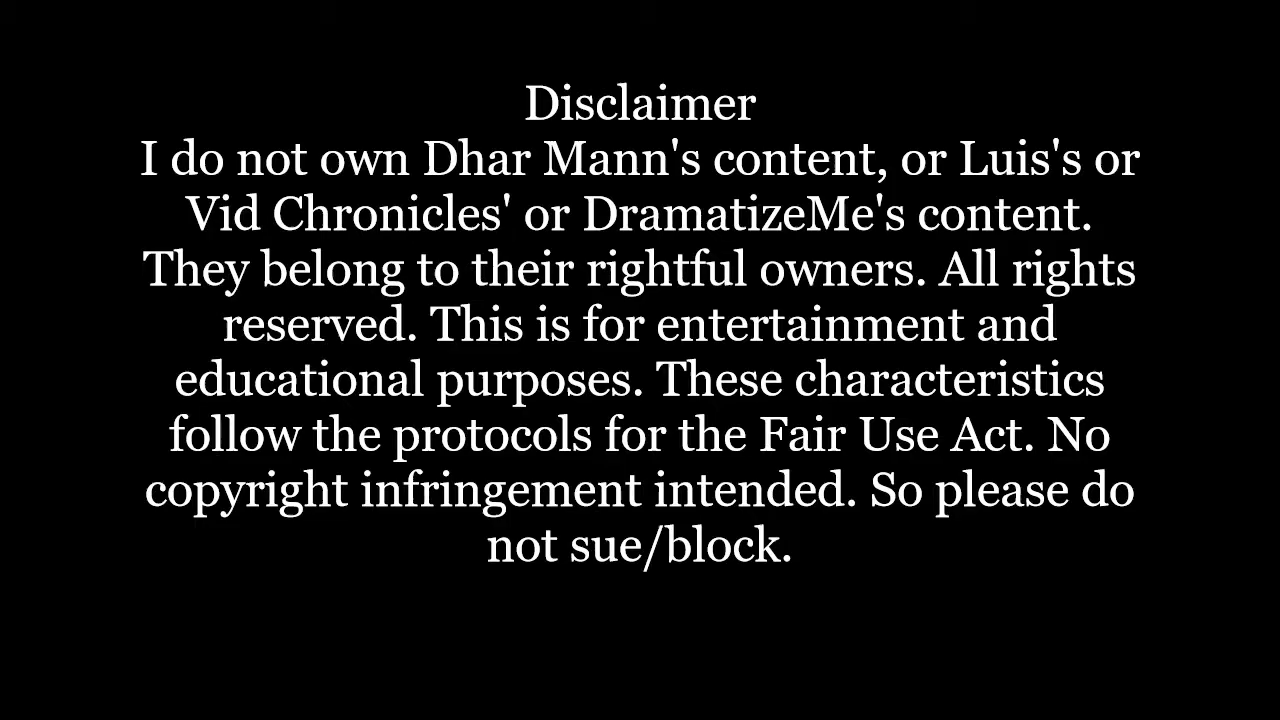 Disclaimer
I do not own Dhar Mann's content, or Luis's or
Vid Chronicles' or DramatizeMe's content.
They belong to their rightful owners. All rights
reserved. This is for entertainment and
educational purposes. These characteristics
follow the protocols for the Fair Use Act. No
copyright infringement intended. So please do
not sue/block.